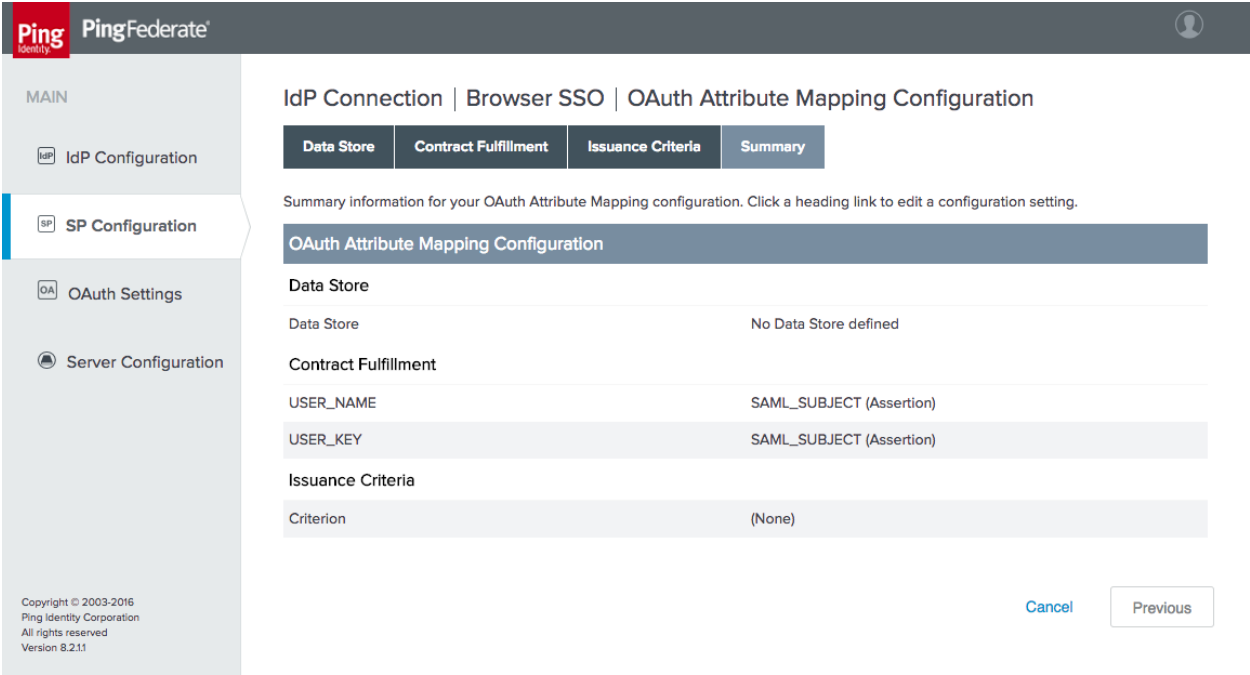 Ping
Identity.
PingFederate®
MAIN
IdP IdP Configuration
SP SP Configuration
OA OAuth Settings
Server Configuration
Copyright © 2003-2016
Ping Identity Corporation
All rights reserved
Version 8.2.1.1
IdP Connection | Browser SSO | OAuth Attribute Mapping Configuration
Data Store Contract Fulfillment Issuance Criteria Summary
Summary information for your OAuth Attribute Mapping configuration. Click a heading link to edit a configuration setting.
OAuth Attribute Mapping Configuration
Data Store
Data Store No Data Store defined
Contract Fulfillment
USER_NAME SAML_SUBJECT (Assertion)
USER_KEY SAML_SUBJECT (Assertion)
Issuance Criteria
Criterion (None)
Cancel Previous